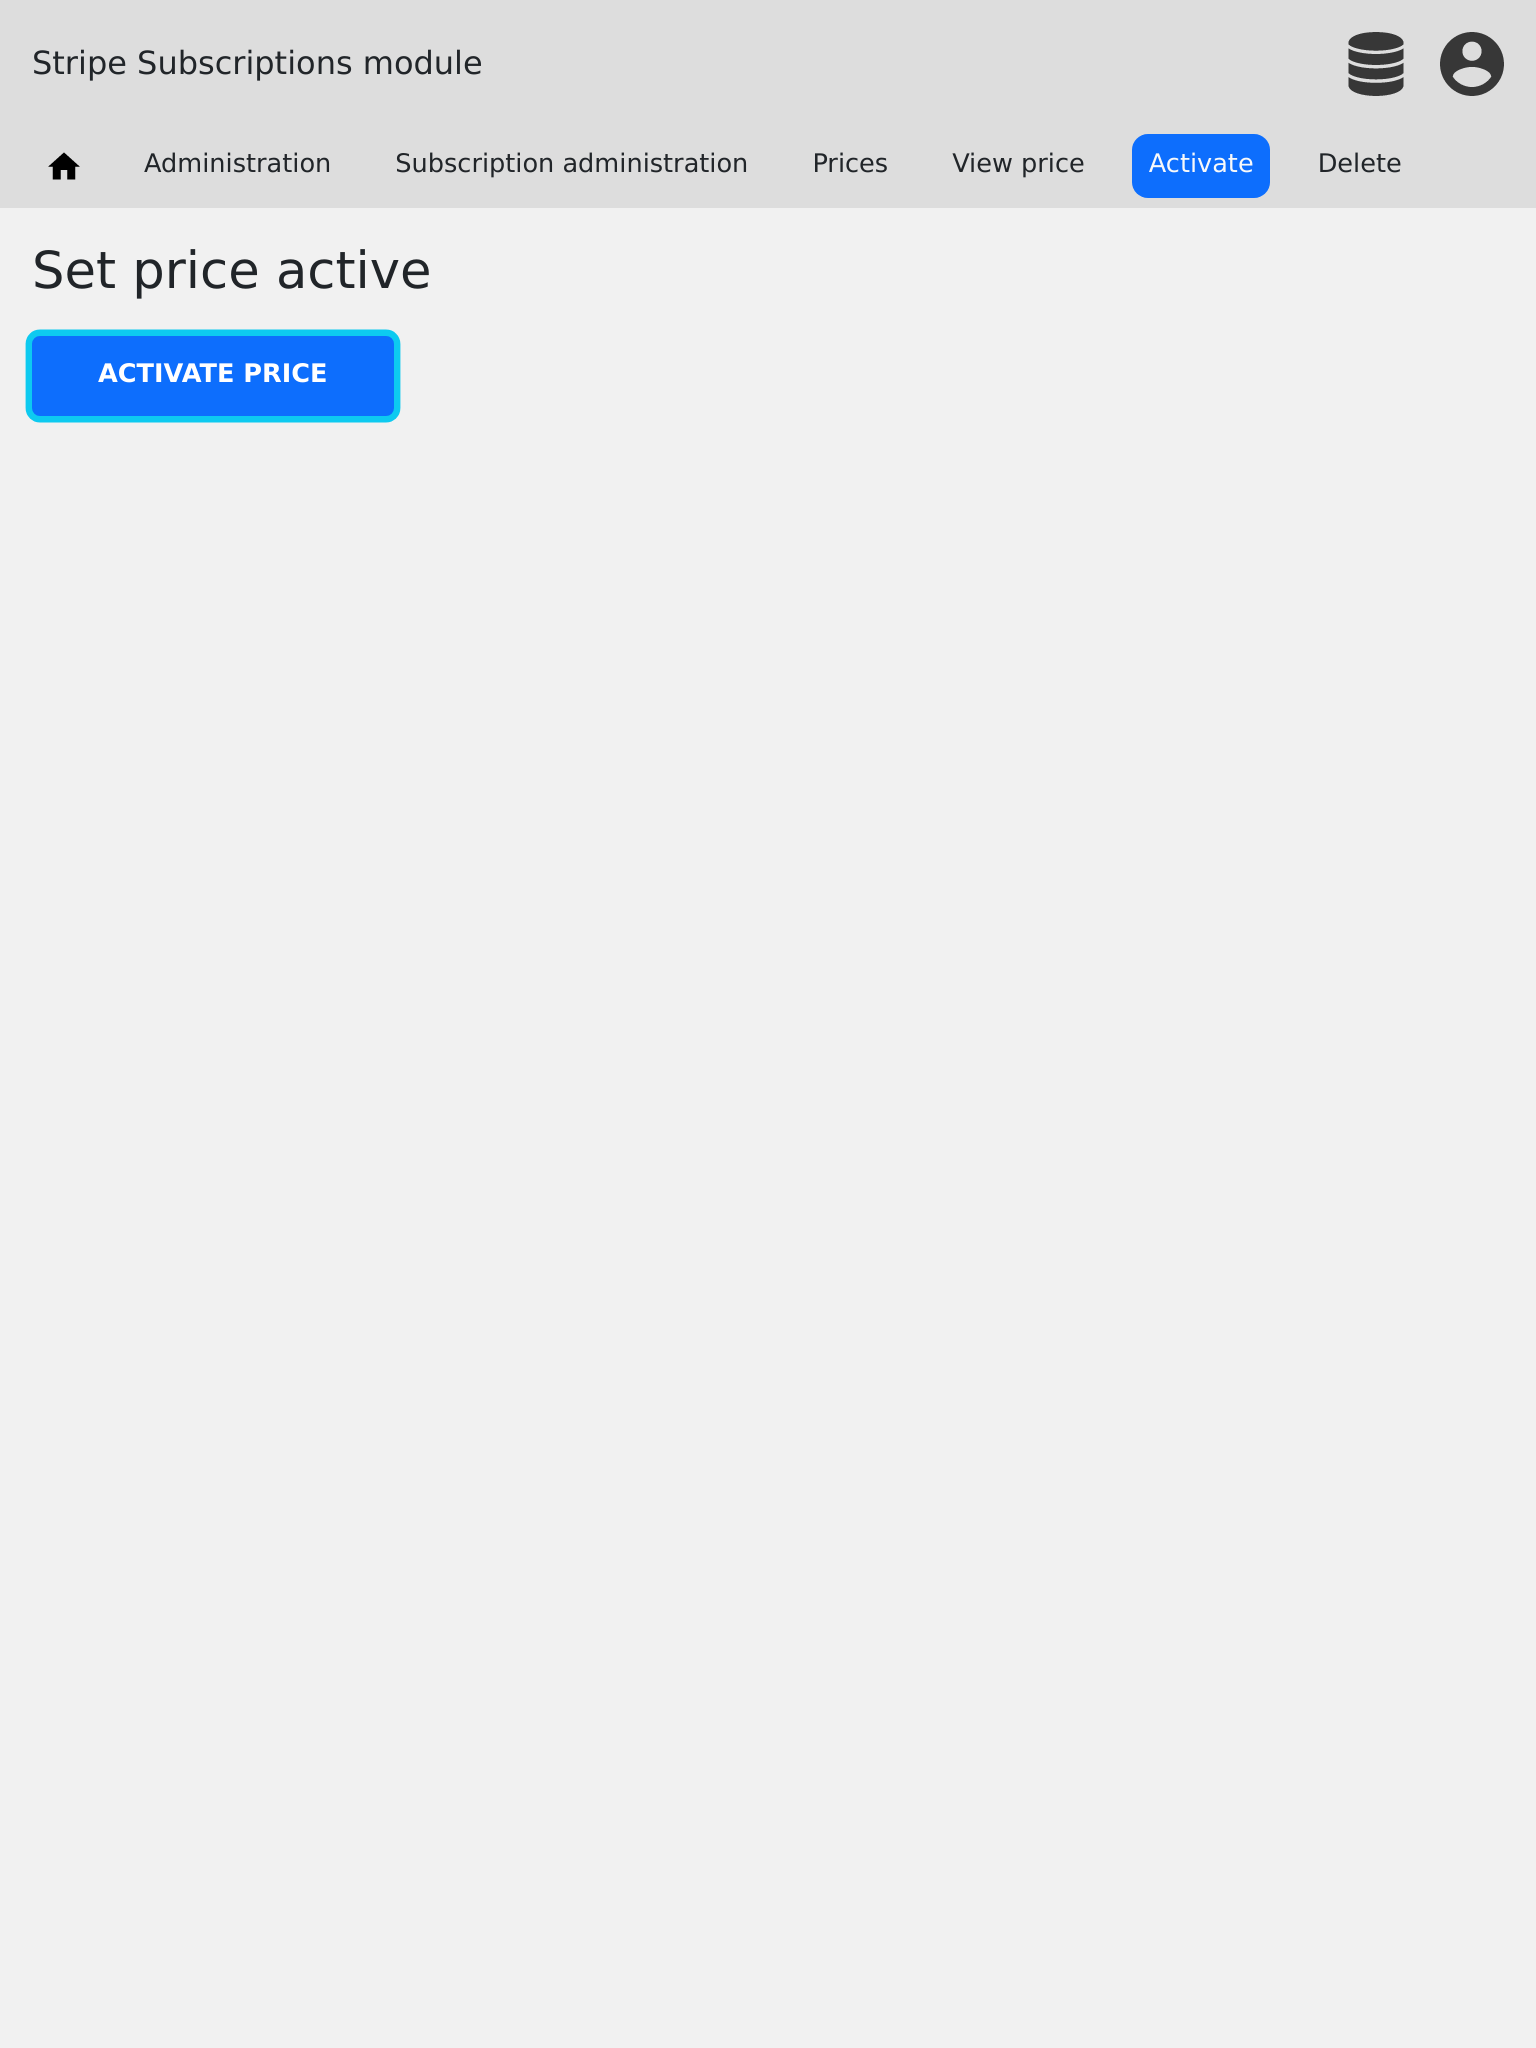 Stripe Subscriptions module
Administration Subscription administration Prices View price Activate Delete
Set price active
ACTIVATE PRICE